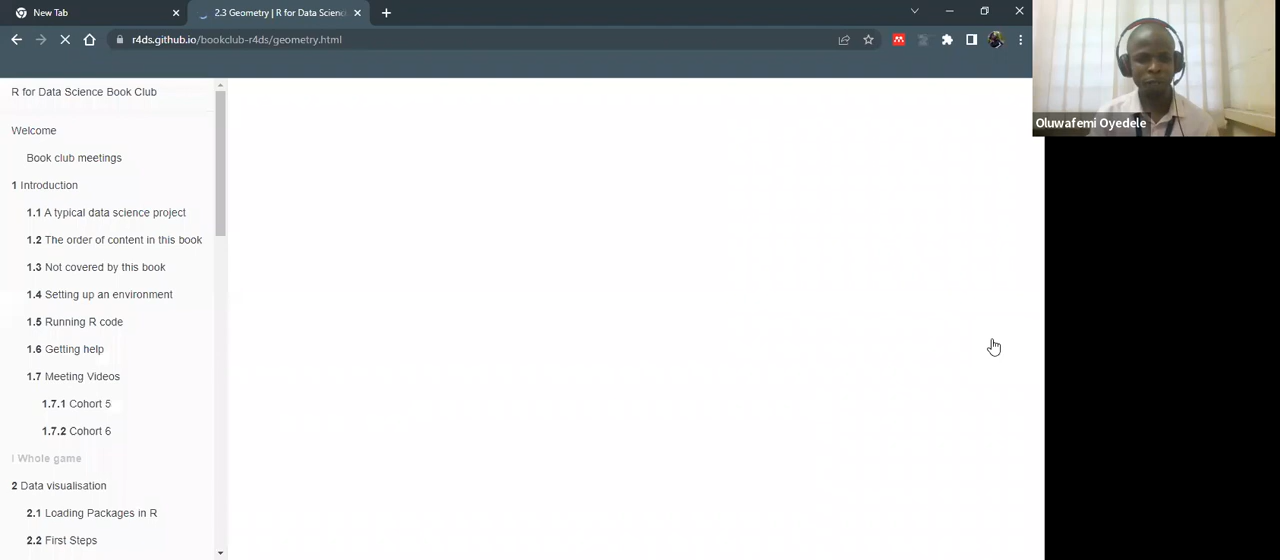 New Tab
2.3 Geometry | R for Data Scienc
r4ds.github.io/bookclub-r4ds/geometry.html
R for Data Science Book Club
Welcome
Book club meetings
1 Introduction
1.1 A typical data science project
1.2 The order of content in this book
1.3 Not covered by this book
1.4 Setting up an environment
1.5 Running R code
1.6 Getting help
1.7 Meeting Videos
1.7.1 Cohort 5
1.7.2 Cohort 6
I Whole game
2 Data visualisation
2.1 Loading Packages in R
2.2 First Steps
Oluwafemi Oyedele